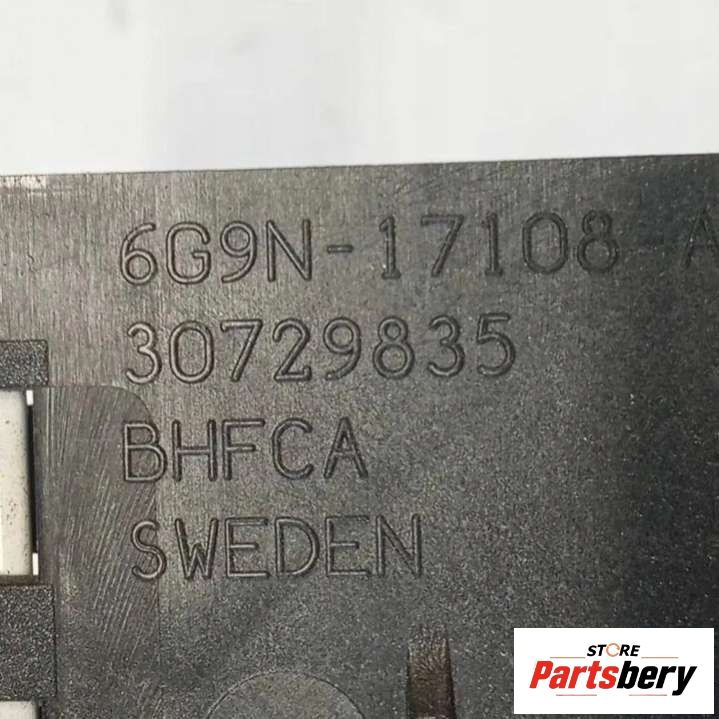 6G9N-17108-A
30729835
BHFCA
SWEDEN
STORE
Partsbery